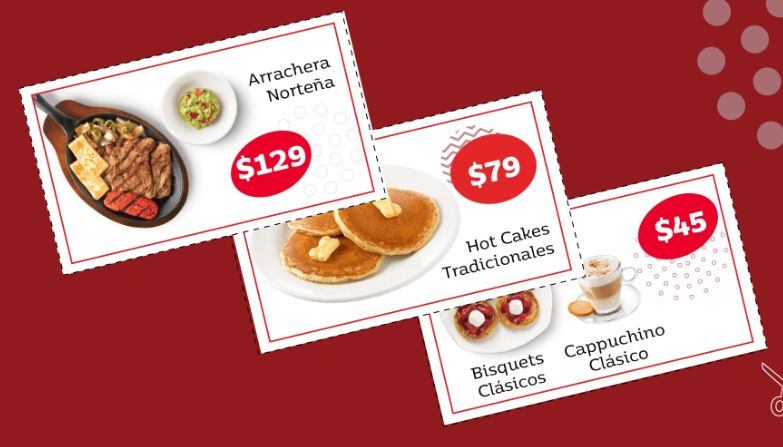 Arrachera
Norteña
$129
$79
Hot Cakes
Tradicionales
$45
Bisquets
Clásicos
Cappuchino
Clásico